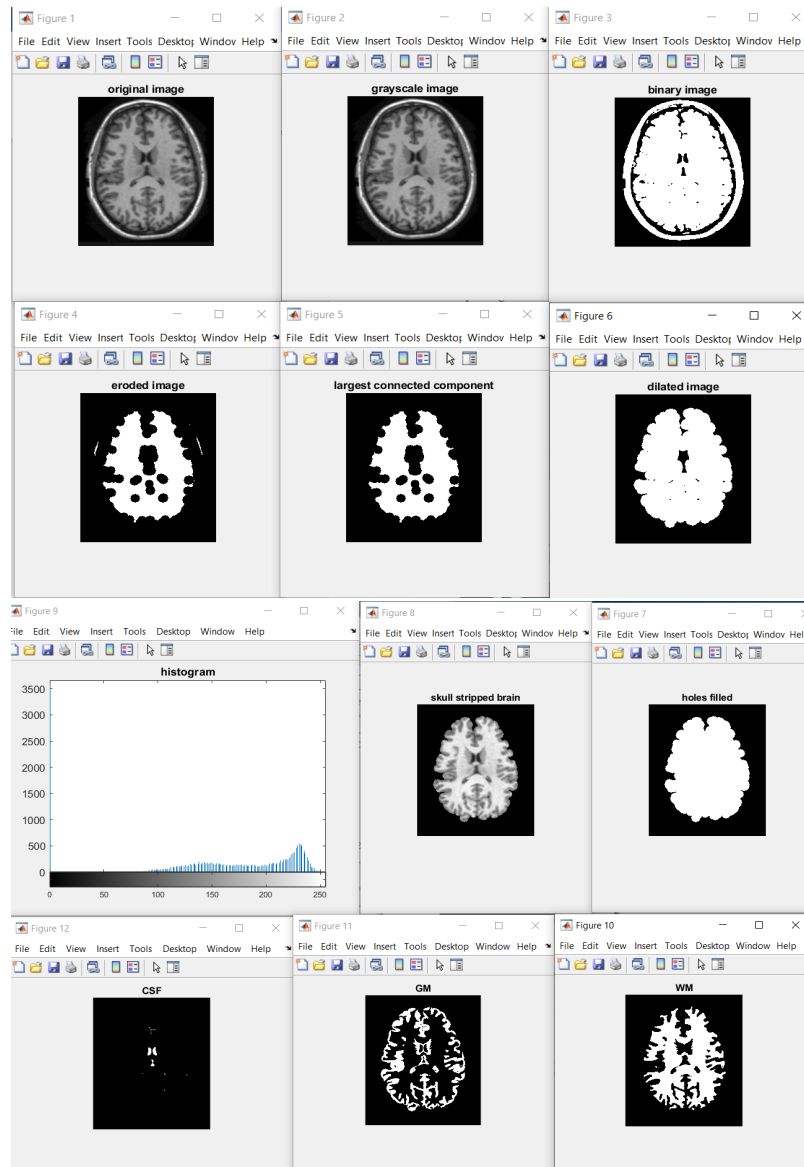 Figure 1
File Edit View Insert Tools Desktop Window Help
original image
Figure 2
File Edit View Insert Tools Desktop Window Help
grayscale image
Figure 3
File Edit View Insert Tools Desktop Window Help
binary image
Figure 4
File Edit View Insert Tools Desktop Window Help
eroded image
Figure 5
File Edit View Insert Tools Desktop Window Help
largest connected component
Figure 6
File Edit View Insert Tools Desktop Window Help
dilated image
Figure 9
File Edit View Insert Tools Desktop Window Help
histogram
3500
3000
2500
2000
1500
1000
500
0
0 50 100 150 200 250
Figure 8
File Edit View Insert Tools Desktop Window Help
skull stripped brain
Figure 7
File Edit View Insert Tools Desktop Window Hel
holes filled
Figure 12
File Edit View Insert Tools Desktop Window Help
CSF
Figure 11
File Edit View Insert Tools Desktop Window Help
GM
Figure 10
File Edit View Insert Tools Desktop Window Help
WM